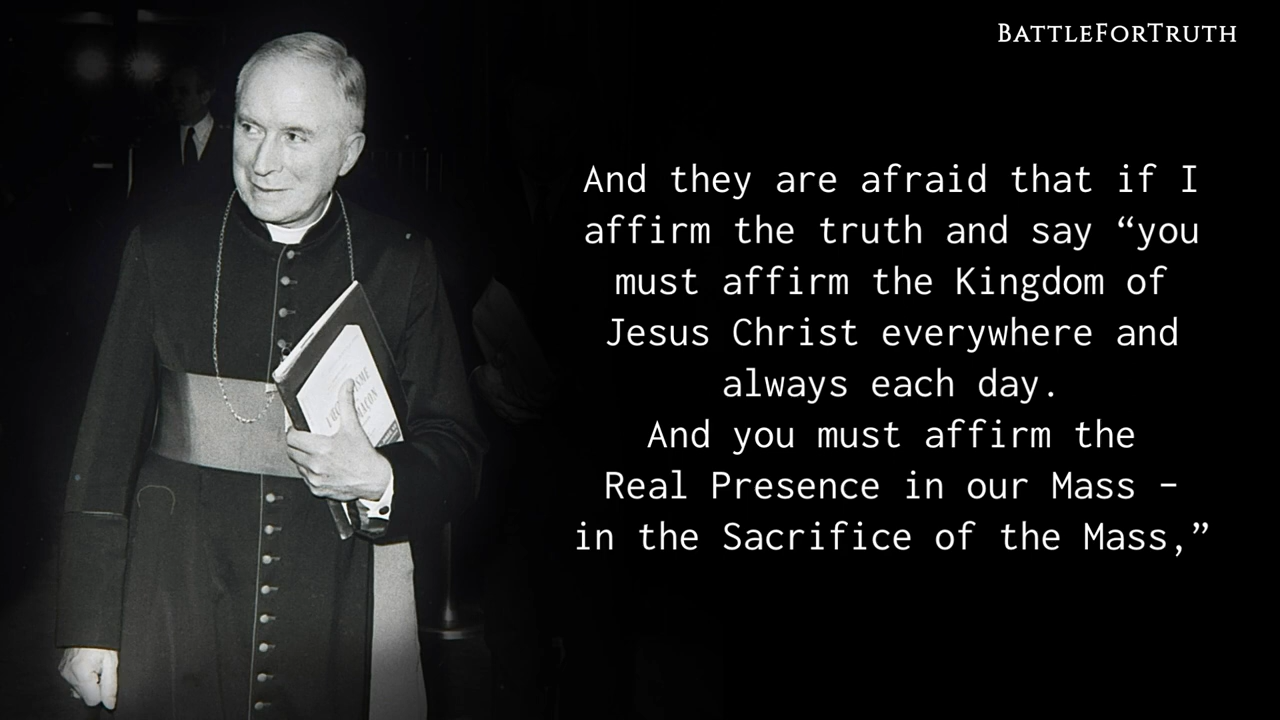 BATTLEFORTRUTH
And they are afraid that if I
affirm the truth and say “you
must affirm the Kingdom of
Jesus Christ everywhere and
always each day.
And you must affirm the
Real Presence in our Mass –
in the Sacrifice of the Mass,”